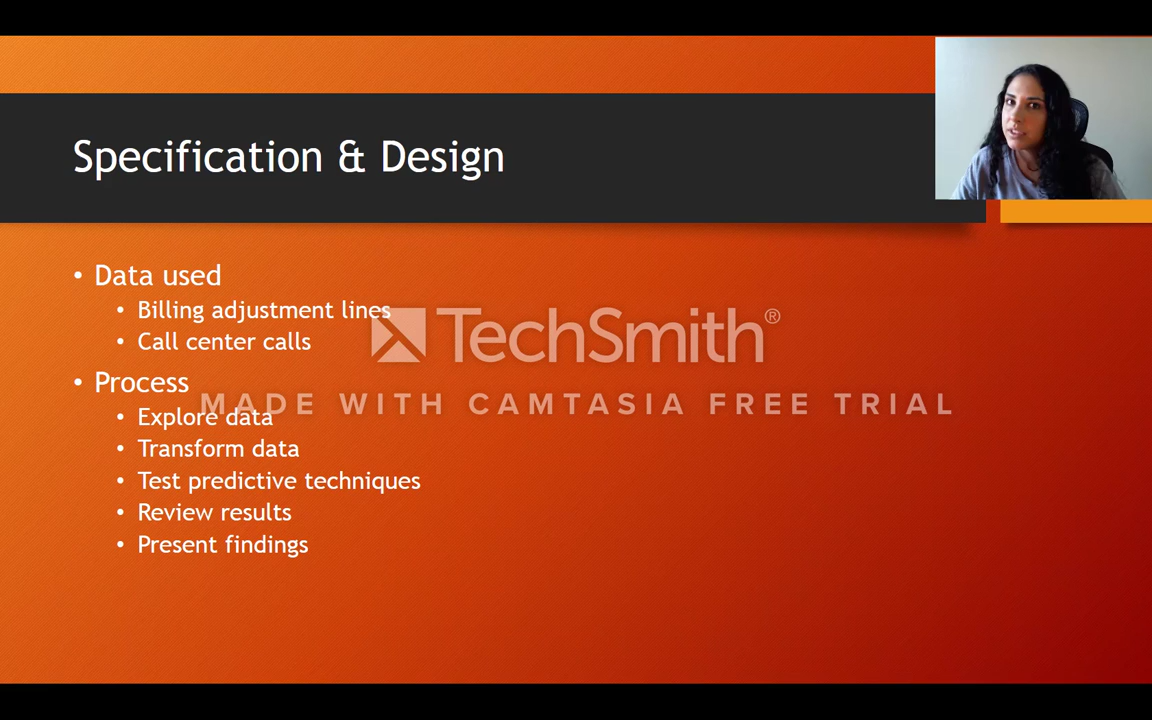 Specification & Design
• Data used
• Billing adjustment lines
• Call center calls
TechSmith®
MADE WITH CAMTASIA FREE TRIAL
• Process
• Explore data
• Transform data
• Test predictive techniques
• Review results
• Present findings